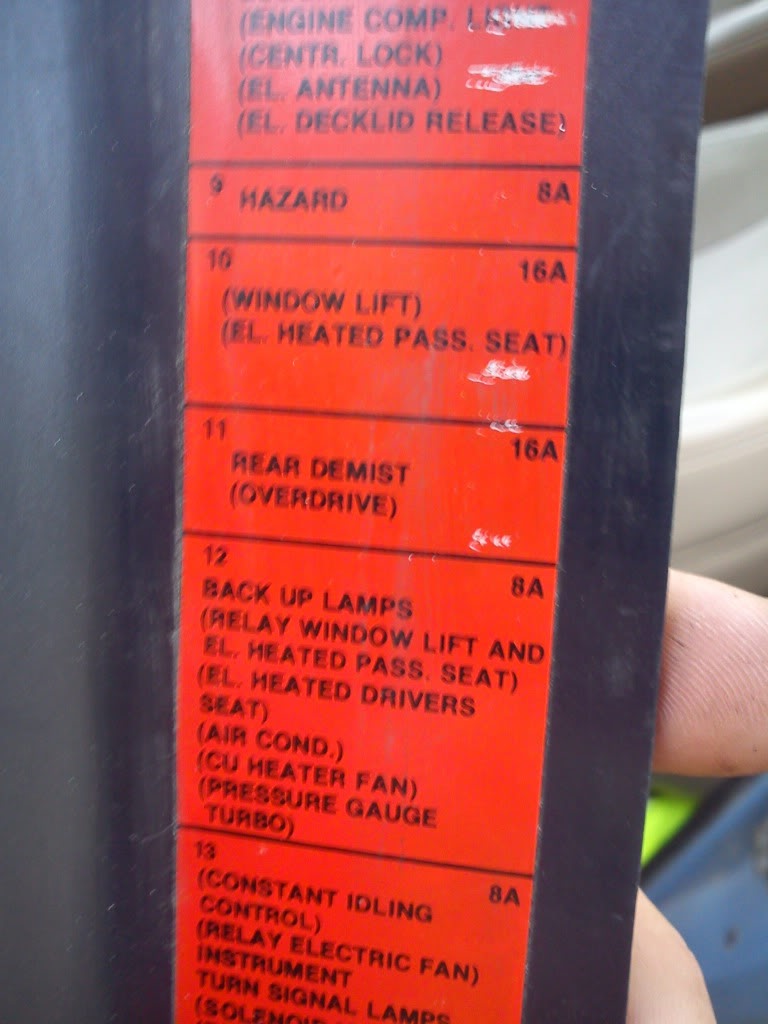 (ENGINE COMP. LIGHT)
(CENTR. LOCK)
(EL. ANTENNA)
(EL. DECKLID RELEASE)
9 HAZARD 8A
10 16A
(WINDOW LIFT)
(EL. HEATED PASS. SEAT)
11 16A
REAR DEMIST
(OVERDRIVE)
12 8A
BACK UP LAMPS
(RELAY WINDOW LIFT AND
EL. HEATED PASS. SEAT)
(EL. HEATED DRIVERS
SEAT)
(AIR COND.)
(CU HEATER FAN)
(PRESSURE GAUGE
TURBO)
13 8A
(CONSTANT IDLING
CONTROL)
(RELAY ELECTRIC FAN)
INSTRUMENT
TURN SIGNAL LAMPS